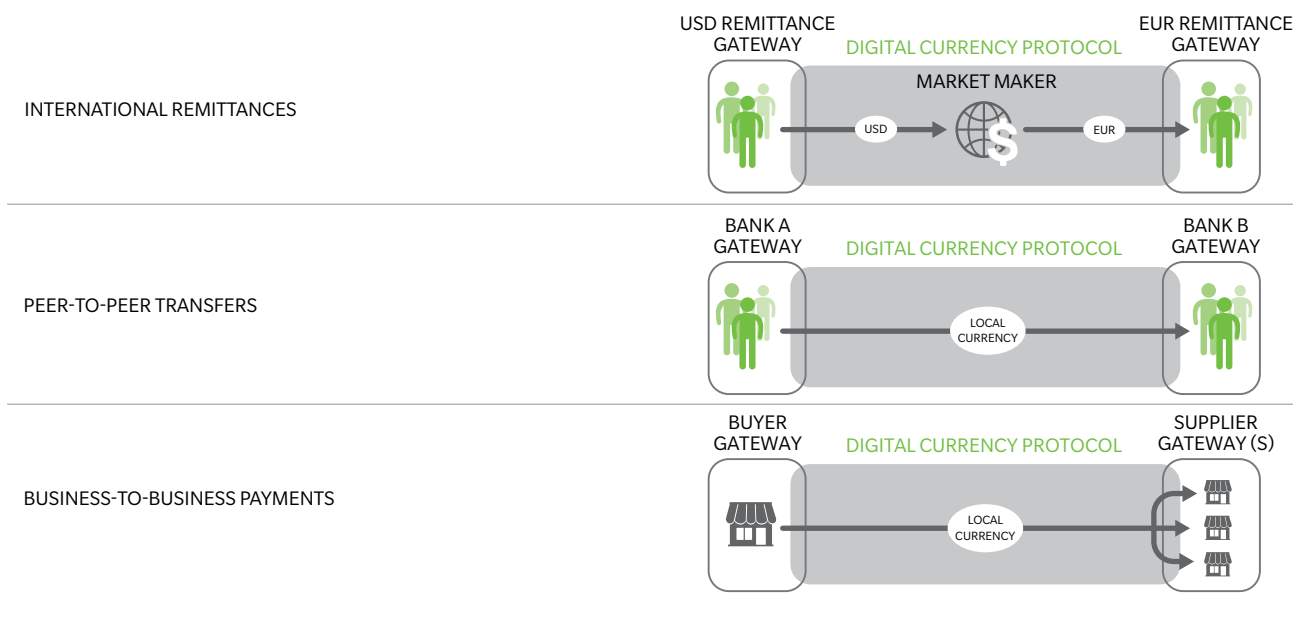 USD REMITTANCE
GATEWAY
DIGITAL CURRENCY PROTOCOL
EUR REMITTANCE
GATEWAY
MARKET MAKER
INTERNATIONAL REMITTANCES
USD
$
EUR
BANK A
GATEWAY
DIGITAL CURRENCY PROTOCOL
BANK B
GATEWAY
PEER-TO-PEER TRANSFERS
LOCAL
CURRENCY
BUYER
GATEWAY
DIGITAL CURRENCY PROTOCOL
SUPPLIER
GATEWAY (S)
BUSINESS-TO-BUSINESS PAYMENTS
LOCAL
CURRENCY